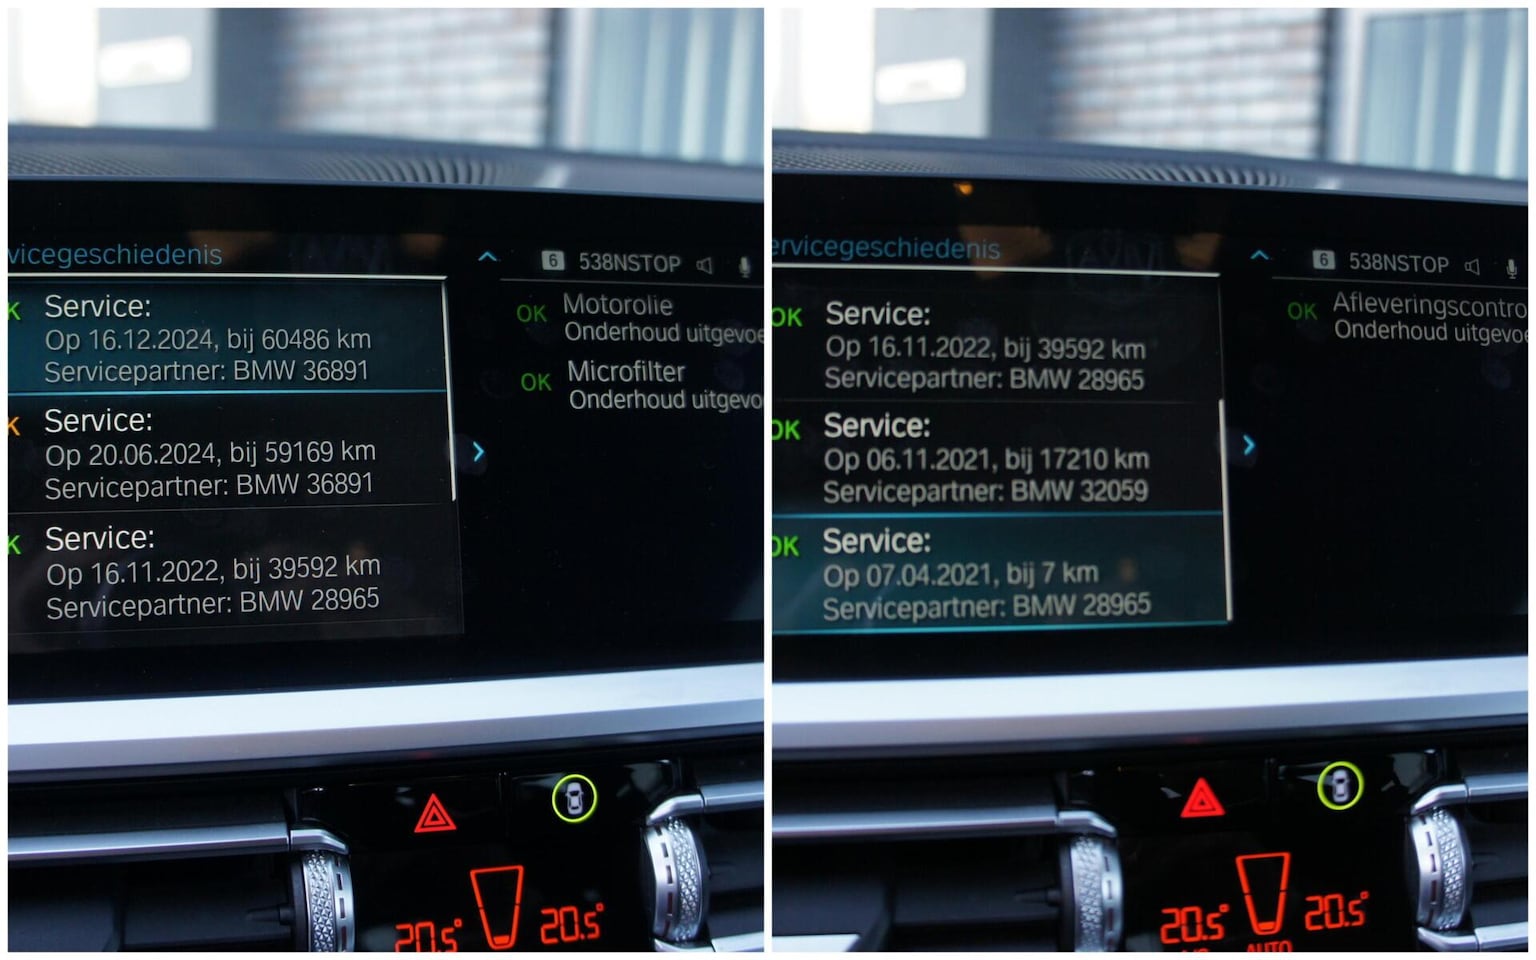 vicegeschiedenis
6 538NSTOP
K Service:
Op 16.12.2024, bij 60486 km
Servicepartner: BMW 36891
K Service:
Op 20.06.2024, bij 59169 km
Servicepartner: BMW 36891
K Service:
Op 16.11.2022, bij 39592 km
Servicepartner: BMW 28965
OK Motorolie
Onderhoud uitgevoe
OK Microfilter
Onderhoud uitgevo
20.5°
20.5°
ervicegeschiedenis
6 538NSTOP
OK Service:
Op 16.11.2022, bij 39592 km
Servicepartner: BMW 28965
OK Service:
Op 06.11.2021, bij 17210 km
Servicepartner: BMW 32059
OK Service:
Op 07.04.2021, bij 7 km
Servicepartner: BMW 28965
OK Afleveringscontro
Onderhoud uitgevoe
20.5°
20.5°
AUTO